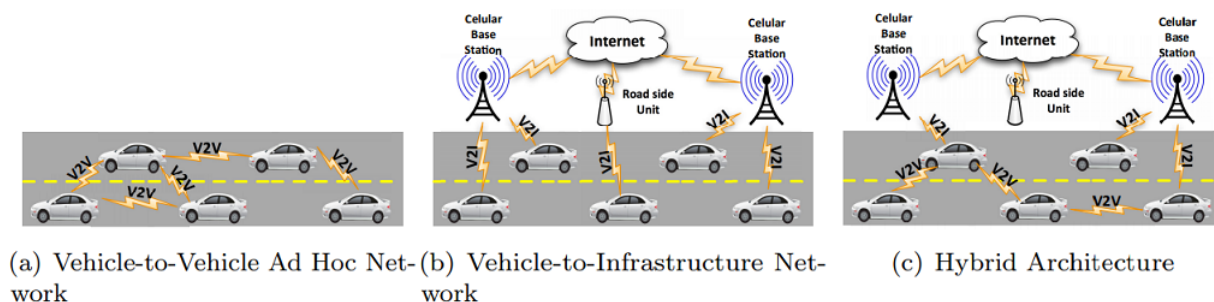 V2V
V2V
V2V
V2V
V2V
(a) Vehicle-to-Vehicle Ad Hoc Net-
work
Celular
Base
Station
Internet
Celular
Base
Station
Road side
Unit
V2I
V2I
V2I
V2I
V2I
(b) Vehicle-to-Infrastructure Net-
work
Celular
Base
Station
Internet
Celular
Base
Station
Road side
Unit
V2I
V2I
V2I
V2V
V2V
V2V
(c) Hybrid Architecture